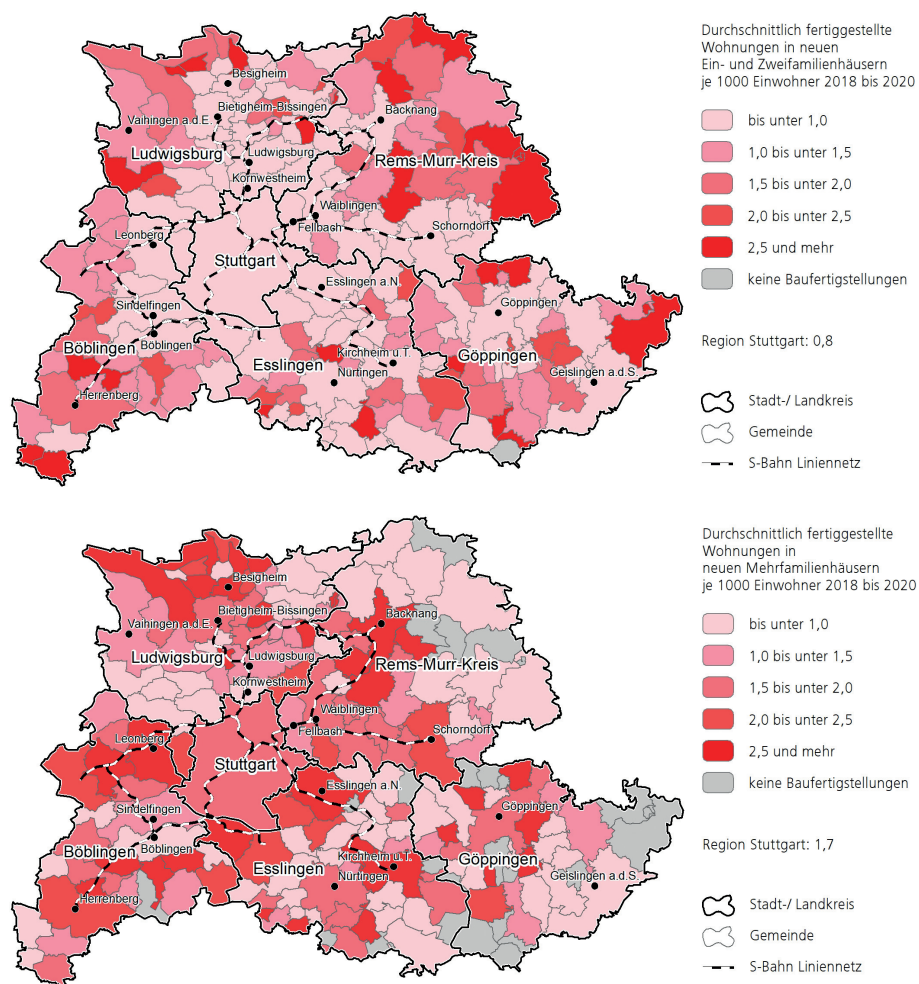 Durchschnittlich fertiggestellte
Wohnungen in neuen
Ein- und Zweifamilienhäusern
je 1000 Einwohner 2018 bis 2020
bis unter 1,0
1,0 bis unter 1,5
1,5 bis unter 2,0
2,0 bis unter 2,5
2,5 und mehr
keine Baufertigstellungen
Region Stuttgart: 0,8
Stadt-/ Landkreis
Gemeinde
S-Bahn Liniennetz
Besigheim
Bietigheim-Bissingen
Backnang
Vaihingen a.d.E.
Ludwigsburg
Ludwigsburg
Rems-Murr-Kreis
Kornwestheim
Waiblingen
Fellbach
Schorndorf
Leonberg
Stuttgart
Esslingen a.N
Sindelfingen
Göppingen
Böblingen
Böblingen
Kirchheim u.T.
Göppingen
Esslingen
Nürtingen
Geislingen a.d.S.
Herrenberg
Durchschnittlich fertiggestellte
Wohnungen in
neuen Mehrfamilienhäusern
je 1000 Einwohner 2018 bis 2020
bis unter 1,0
1,0 bis unter 1,5
1,5 bis unter 2,0
2,0 bis unter 2,5
2,5 und mehr
keine Baufertigstellungen
Region Stuttgart: 1,7
Stadt-/ Landkreis
Gemeinde
S-Bahn Liniennetz
Besigheim
Bietigheim-Bissingen
Backnang
Vaihingen a.d.E.
Ludwigsburg
Ludwigsburg
Rems-Murr-Kreis
Kornwestheim
Waiblingen
Fellbach
Schorndorf
Leonberg
Stuttgart
Esslingen a.N.
Sindelfingen
Göppingen
Böblingen
Böblingen
Kirchheim u.T.
Göppingen
Esslingen
Nürtingen
Geislingen a.d.S.
Herrenberg